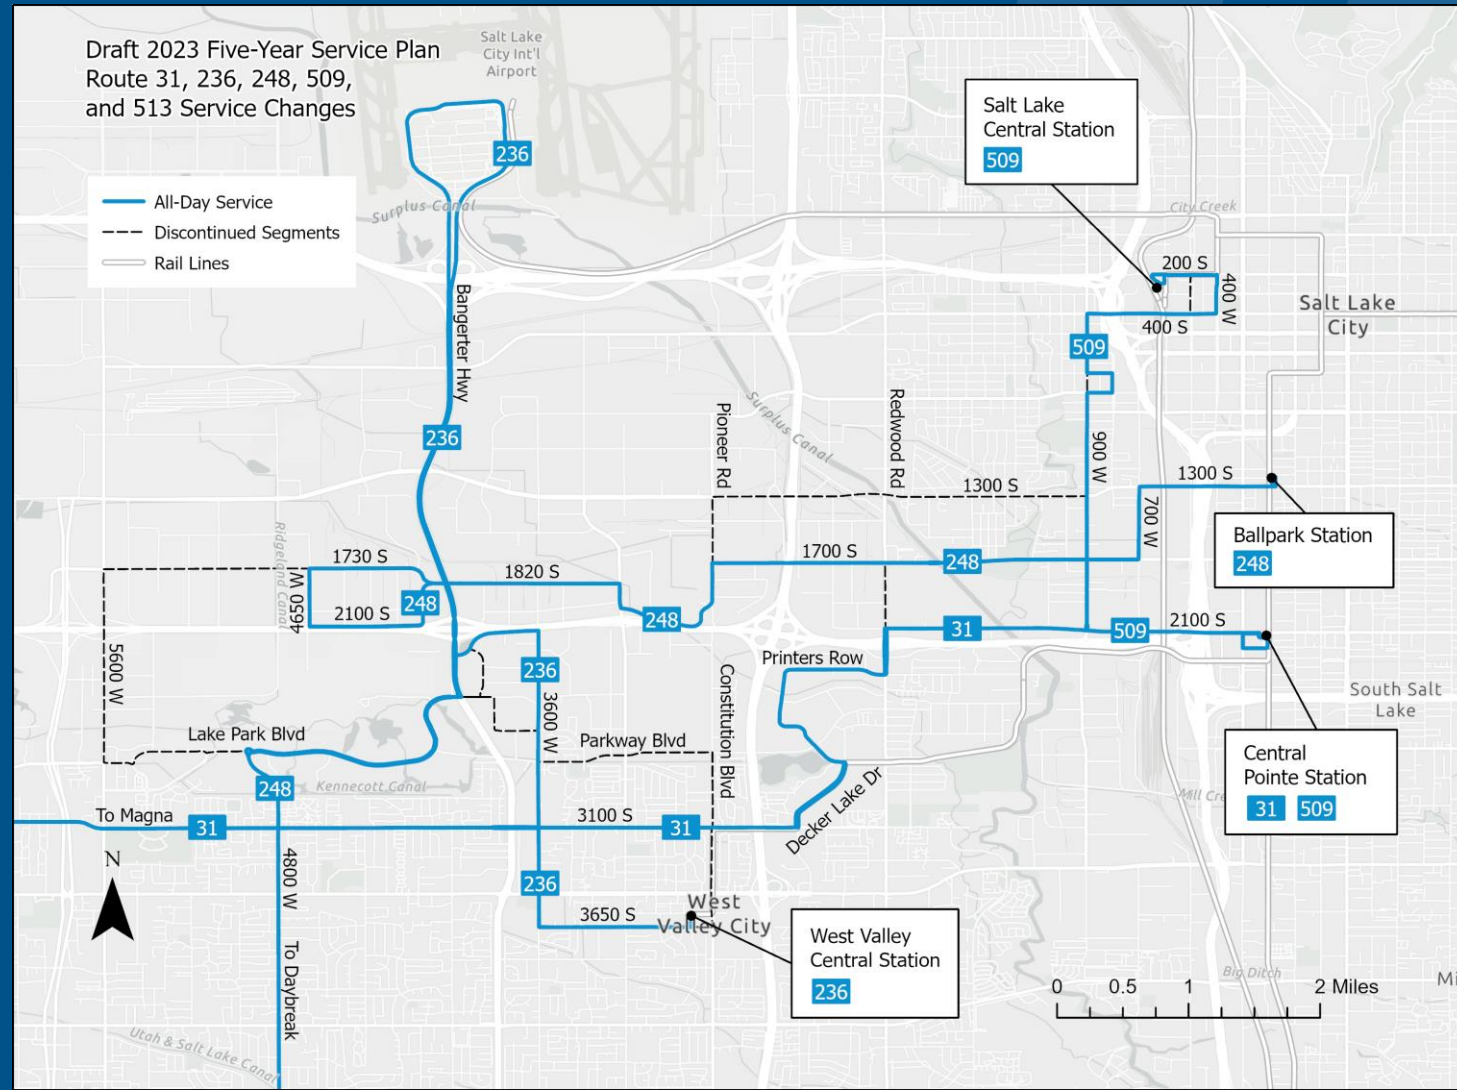 Draft 2023 Five-Year Service Plan
Route 31, 236, 248, 509,
and 513 Service Changes
Salt Lake
City Int'l
Airport
236
All-Day Service
Discontinued Segments
Rail Lines
Surplus Canal
Salt Lake
Central Station
509
City Creek
200 S
400 W
400 S
Salt Lake
City
509
Bangerter Hwy
236
Pioneer Rd
Surplus Canal
Redwood Rd
900 W
1300 S
1300 S
700 W
Ballpark Station
248
Ridgeland Canal
1730 S
4650 W
2100 S
248
1820 S
248
1700 S
248
31
509
2100 S
5600 W
236
3600 W
Printers Row
Constitution Blvd
South Salt
Lake
Lake Park Blvd
Parkway Blvd
Central
Pointe Station
31 509
248
Kennecott Canal
Decker Lake Dr
Mill Cre
To Magna
31
3100 S
31
N
4800 W
236
3650 S
West
Valley City
West Valley
Central Station
236
To Daybreak
Big Ditch
Mi
0 0.5 1 2 Miles
Utah & Salt Lake Canal